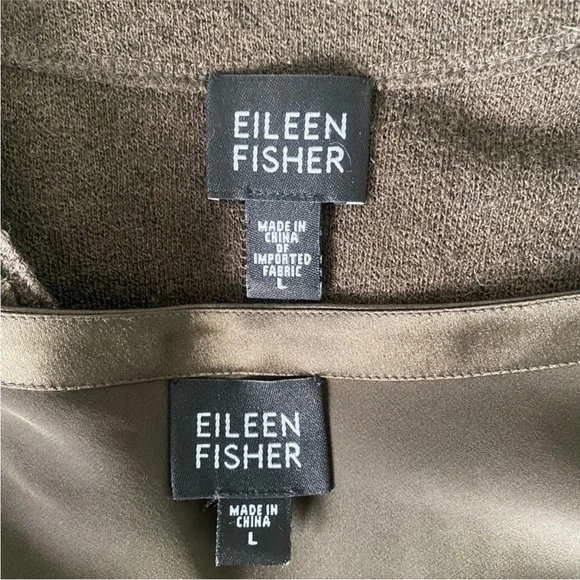 EILEEN
FISHER
MADE IN
CHINA
OF
IMPORTED
FABRIC
L
EILEEN
FISHER
MADE IN
CHINA
L